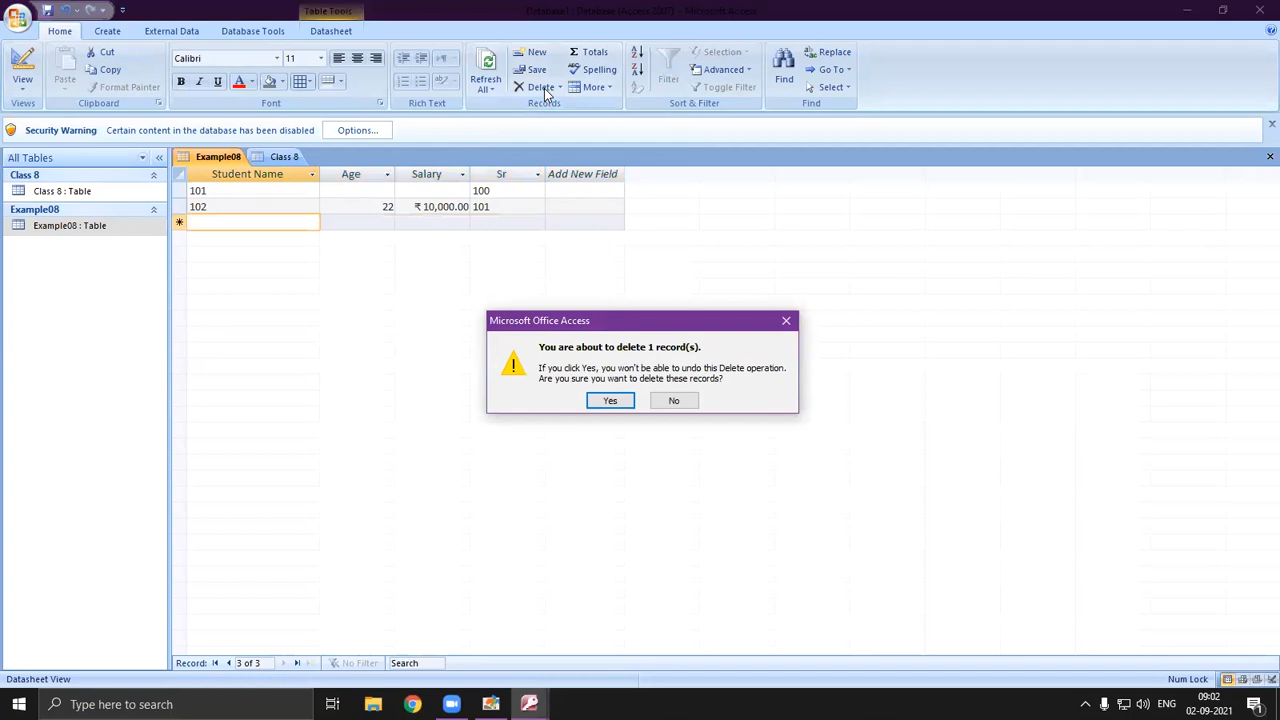 Table Tools
Database1 : Database (Access 2007) - Microsoft Access
Home
Create
External Data
Database Tools
Datasheet
View
Views
Paste
Cut
Copy
Format Painter
Clipboard
Calibri
11
B I U
Font
Rich Text
Refresh All
New
Save
Delete
Totals
Spelling
More
Records
Filter
Selection
Advanced
Toggle Filter
Sort & Filter
Find
Replace
Go To
Select
Find
Security Warning Certain content in the database has been disabled Options...
All Tables
Class 8
Class 8 : Table
Example08
Example08 : Table
Example08 Class 8
Student Name Age Salary Sr Add New Field
101 100
102 22 ₹ 10,000.00 101
Microsoft Office Access
You are about to delete 1 record(s).
If you click Yes, you won't be able to undo this Delete operation.
Are you sure you want to delete these records?
Yes No
Record: 3 of 3 No Filter Search
Datasheet View Num Lock
Type here to search
ENG
09:02
02-09-2021
1